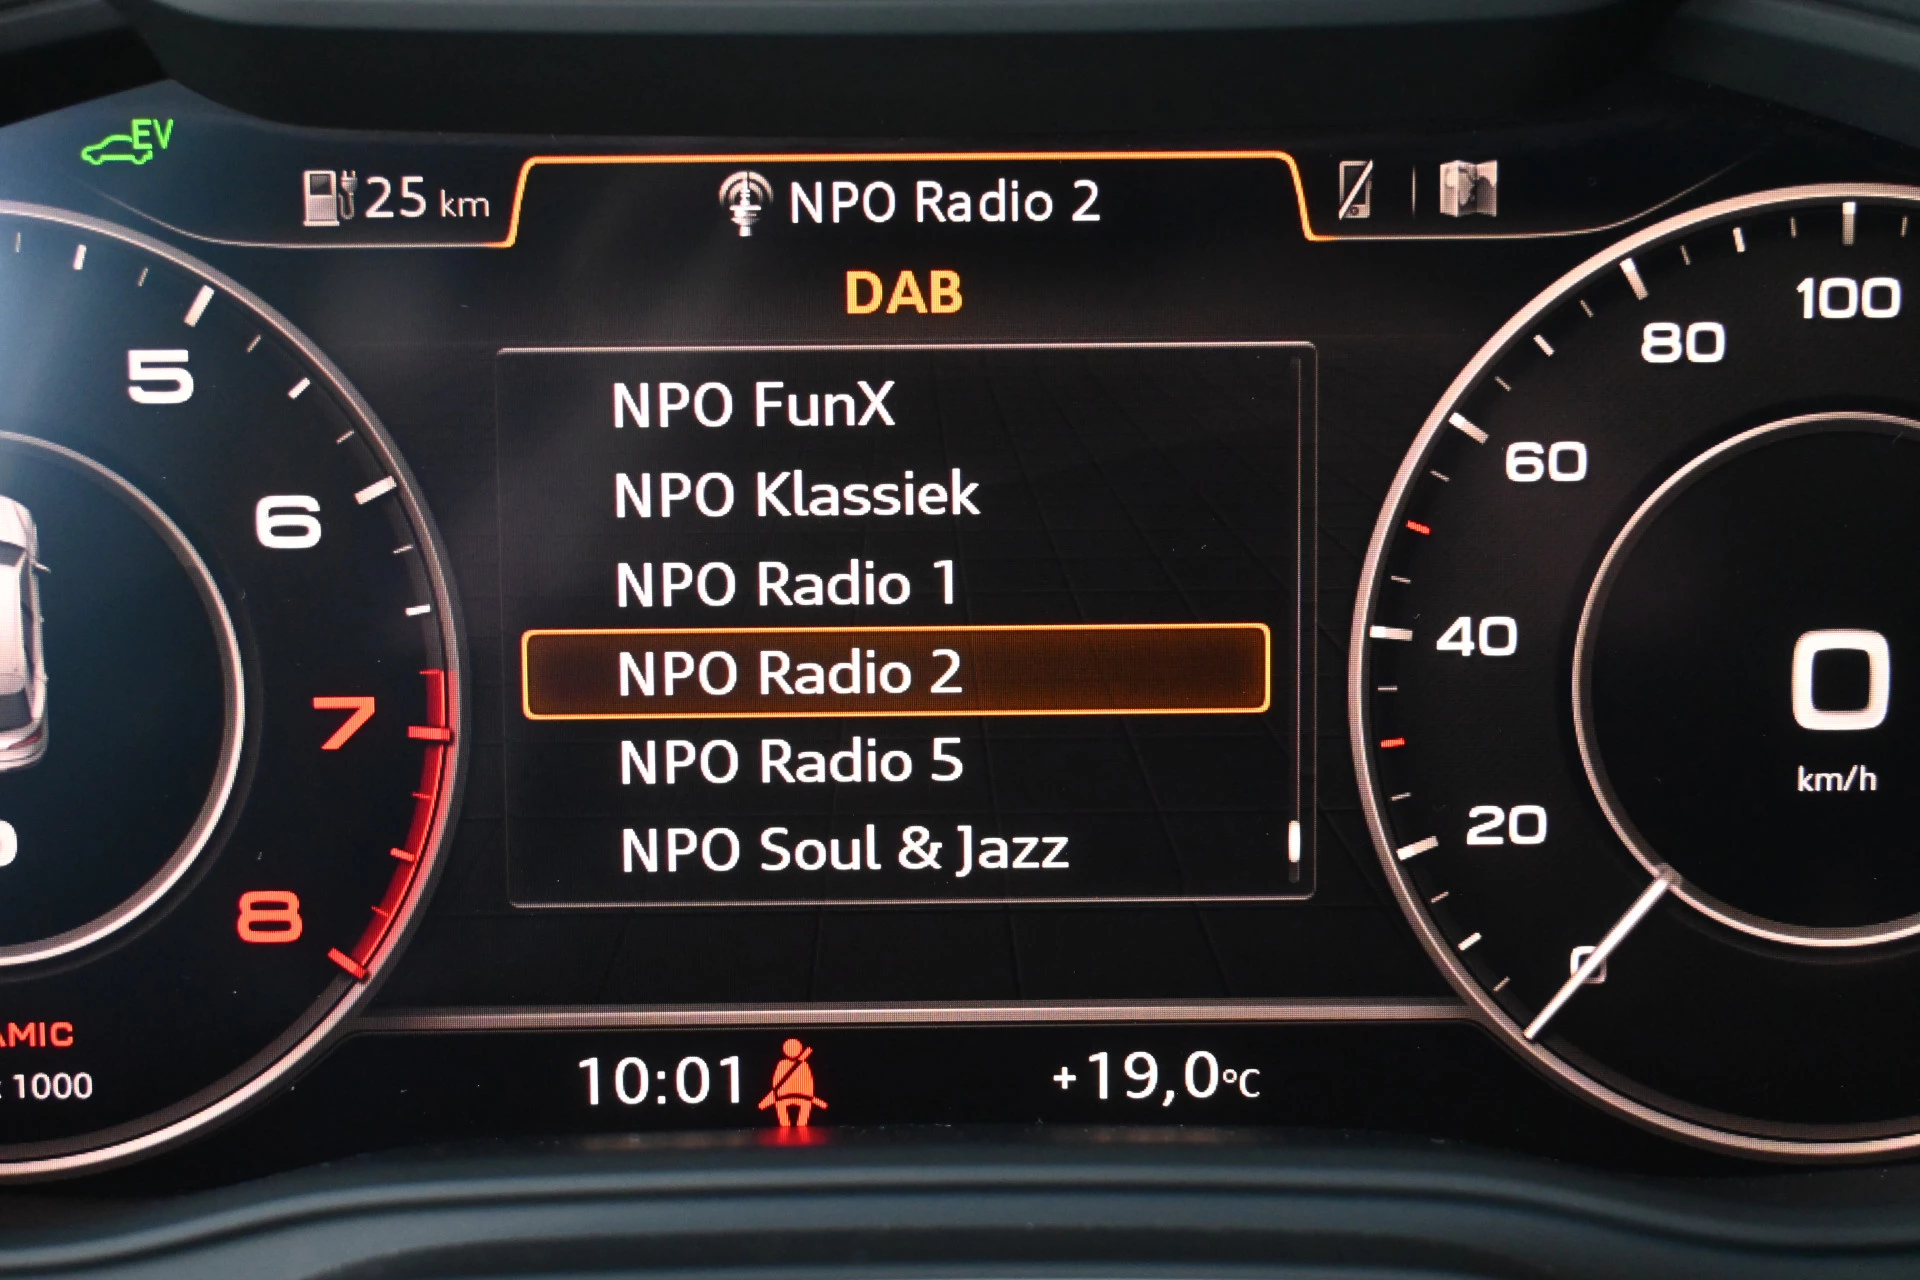 EV
25 km
NPO Radio 2
DAB
NPO FunX
NPO Klassiek
NPO Radio 1
NPO Radio 2
NPO Radio 5
NPO Soul & Jazz
5
6
7
8
1000
100
80
60
40
20
0
0
km/h
10:01
+19,0°C